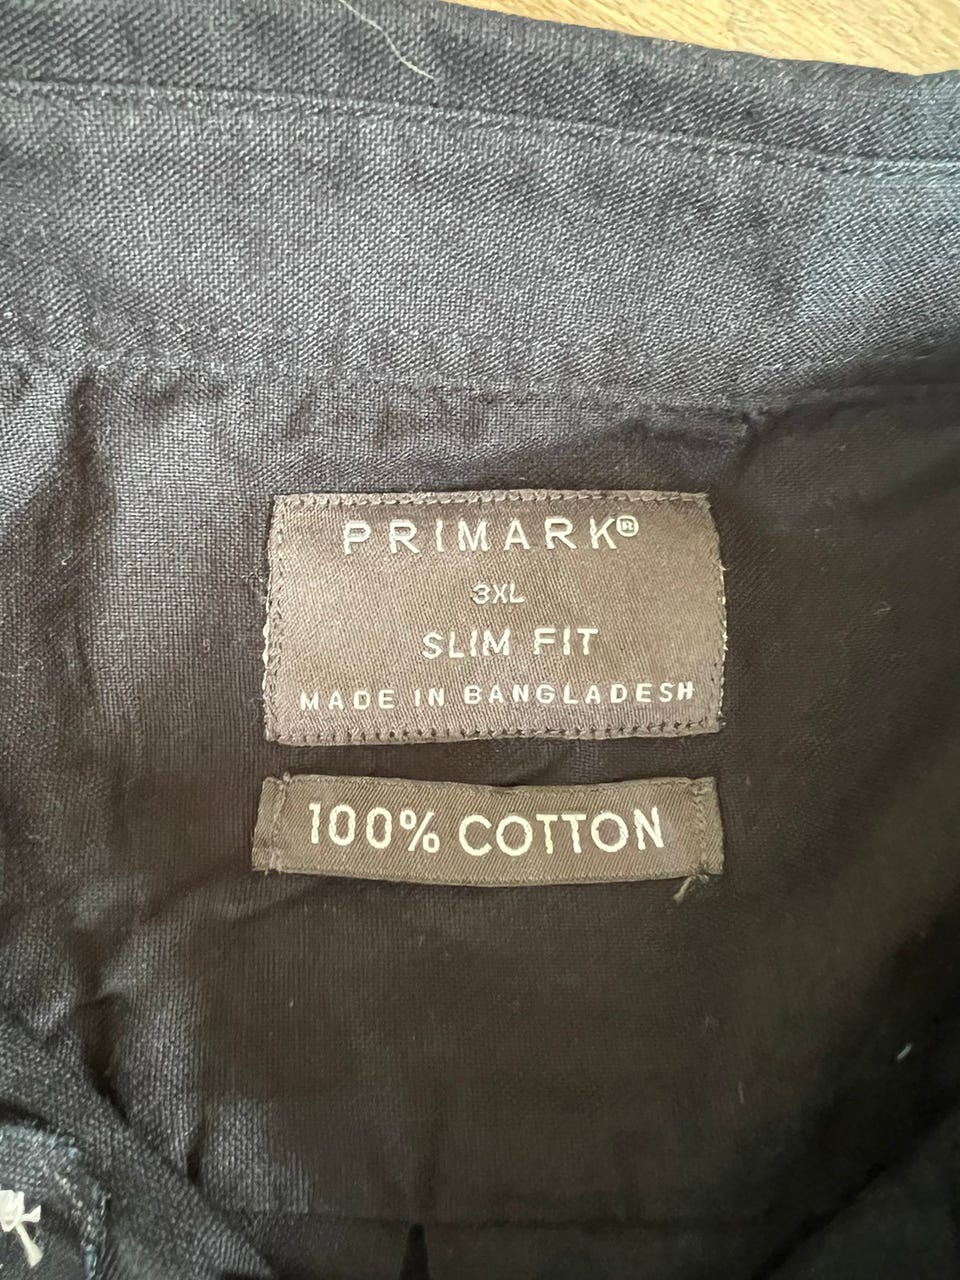 PRIMARK®
3XL
SLIM FIT
MADE IN BANGLADESH
100% COTTON